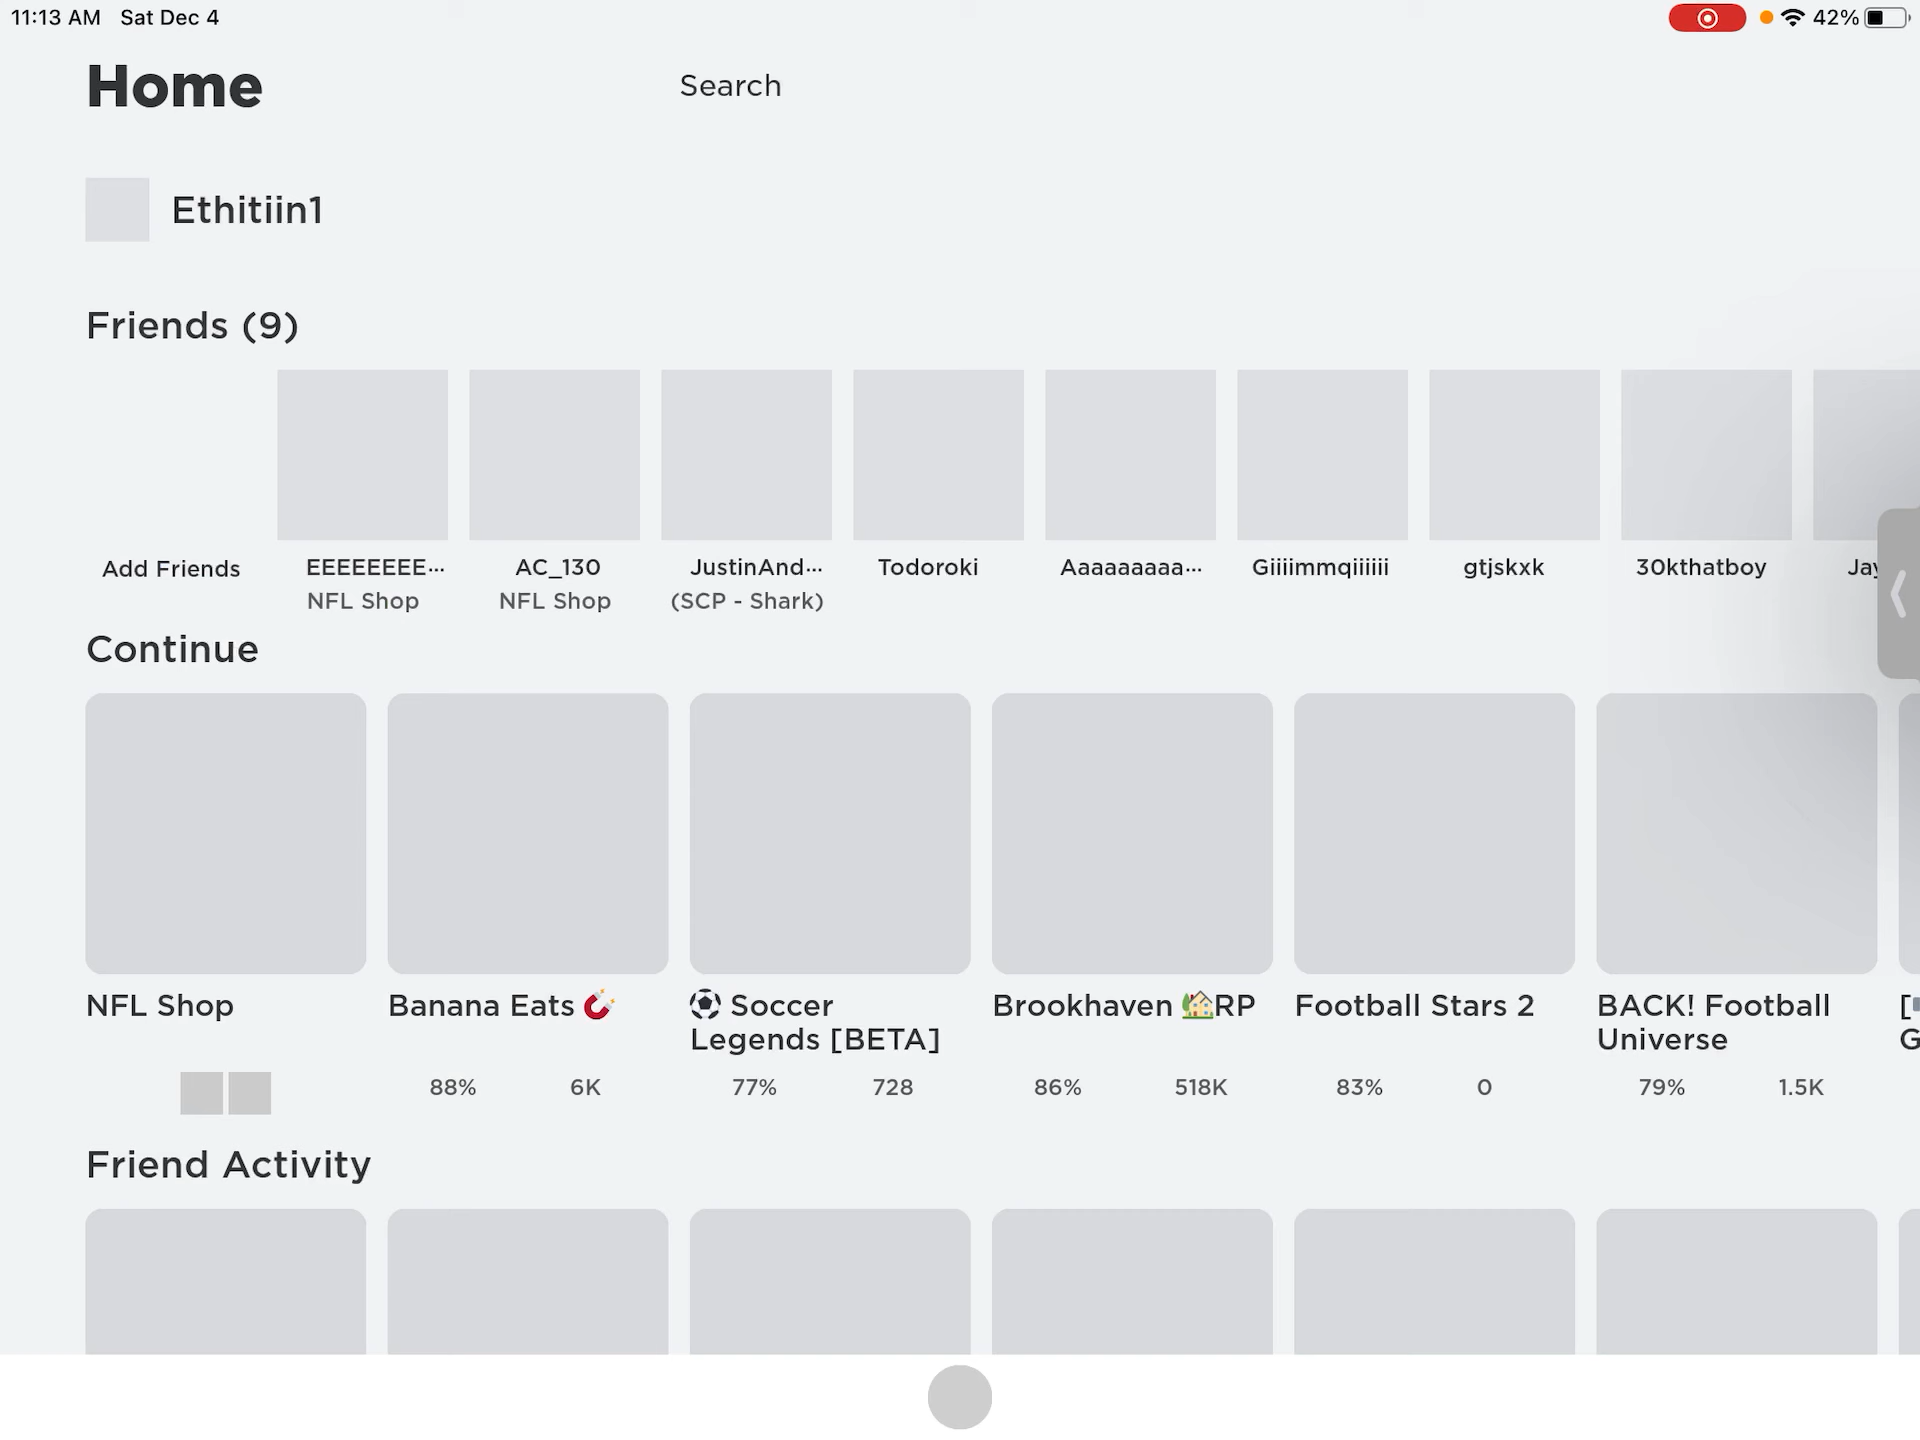 11:13 AM Sat Dec 4
42%
Home
Search
Ethitiin1
Friends (9)
Add Friends
EEEEEEEE...
NFL Shop
AC_130
NFL Shop
JustinAnd...
(SCP - Shark)
Todoroki
Aaaaaaaaa...
Giiiimmqiiiiii
gtjskxk
30kthatboy
Jay
Continue
NFL Shop
Banana Eats 🧲
88% 6K
⚽ Soccer
Legends [BETA]
77% 728
Brookhaven 🏡RP
86% 518K
Football Stars 2
83% 0
BACK! Football
Universe
79% 1.5K
Friend Activity